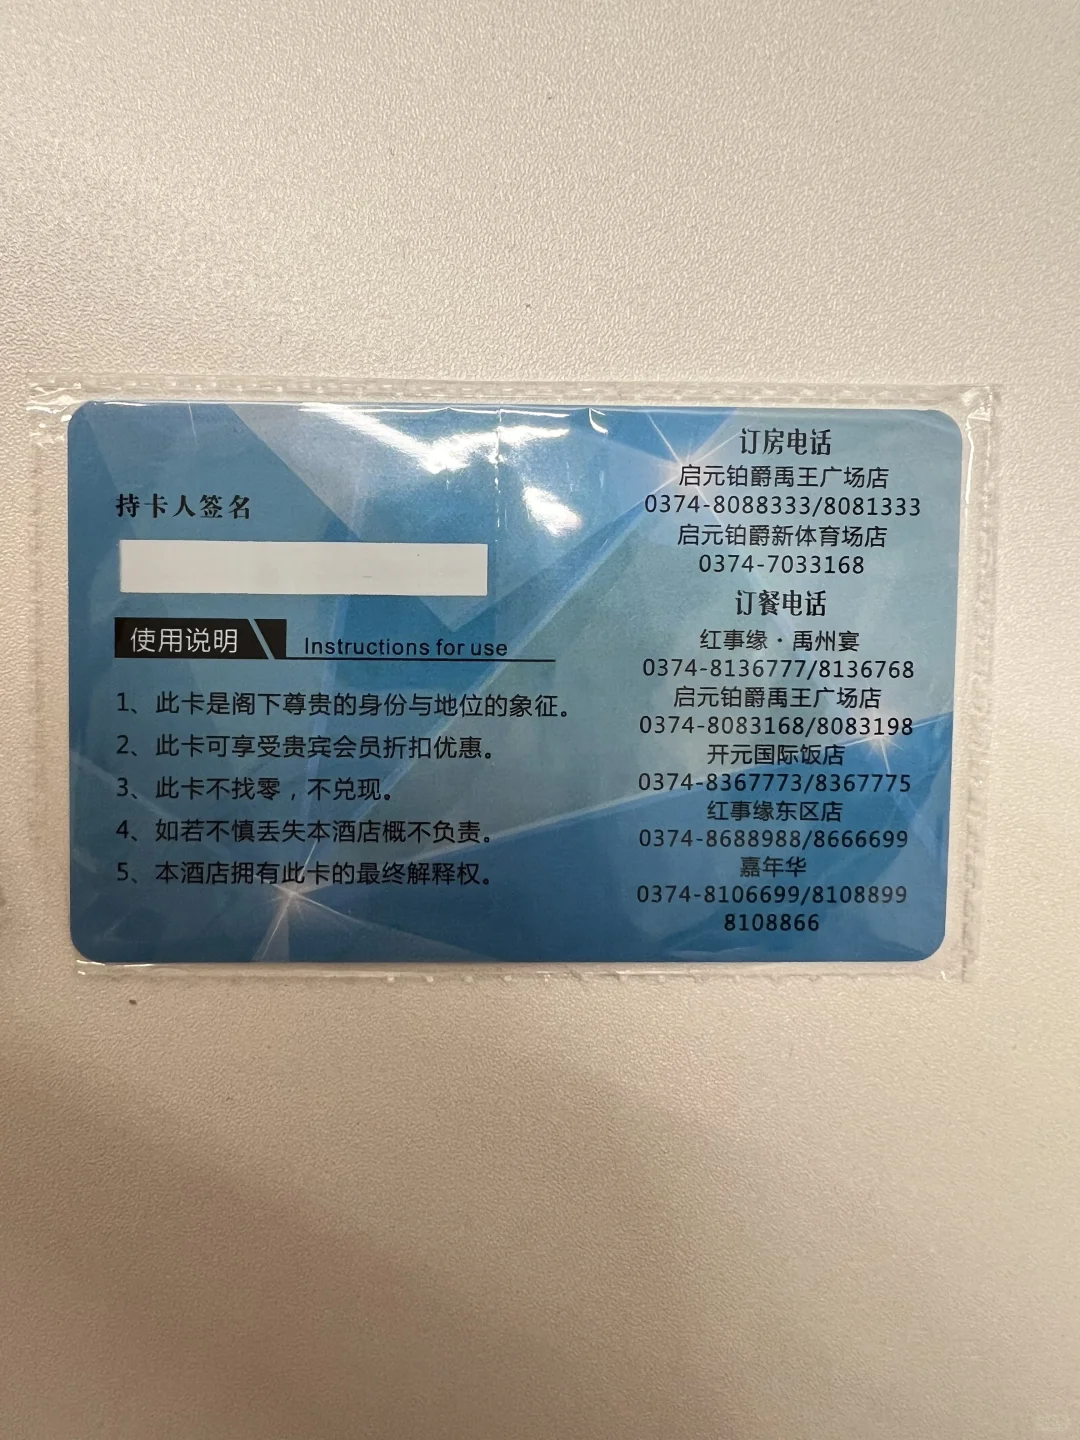 持卡人签名
使用说明 Instructions for use
1、此卡是阁下尊贵的身份与地位的象征。
2、此卡可享受贵宾会员折扣优惠。
3、此卡不找零，不兑现。
4、如若不慎丢失本酒店概不负责。
5、本酒店拥有此卡的最终解释权。
订房电话
启元铂爵禹王广场店
0374-8088333/8081333
启元铂爵新体育场店
0374-7033168
订餐电话
红事缘·禹州宴
0374-8136777/8136768
启元铂爵禹王广场店
0374-8083168/8083198
开元国际饭店
0374-8367773/8367775
红事缘东区店
0374-8688988/8666699
嘉年华
0374-8106699/8108899
8108866